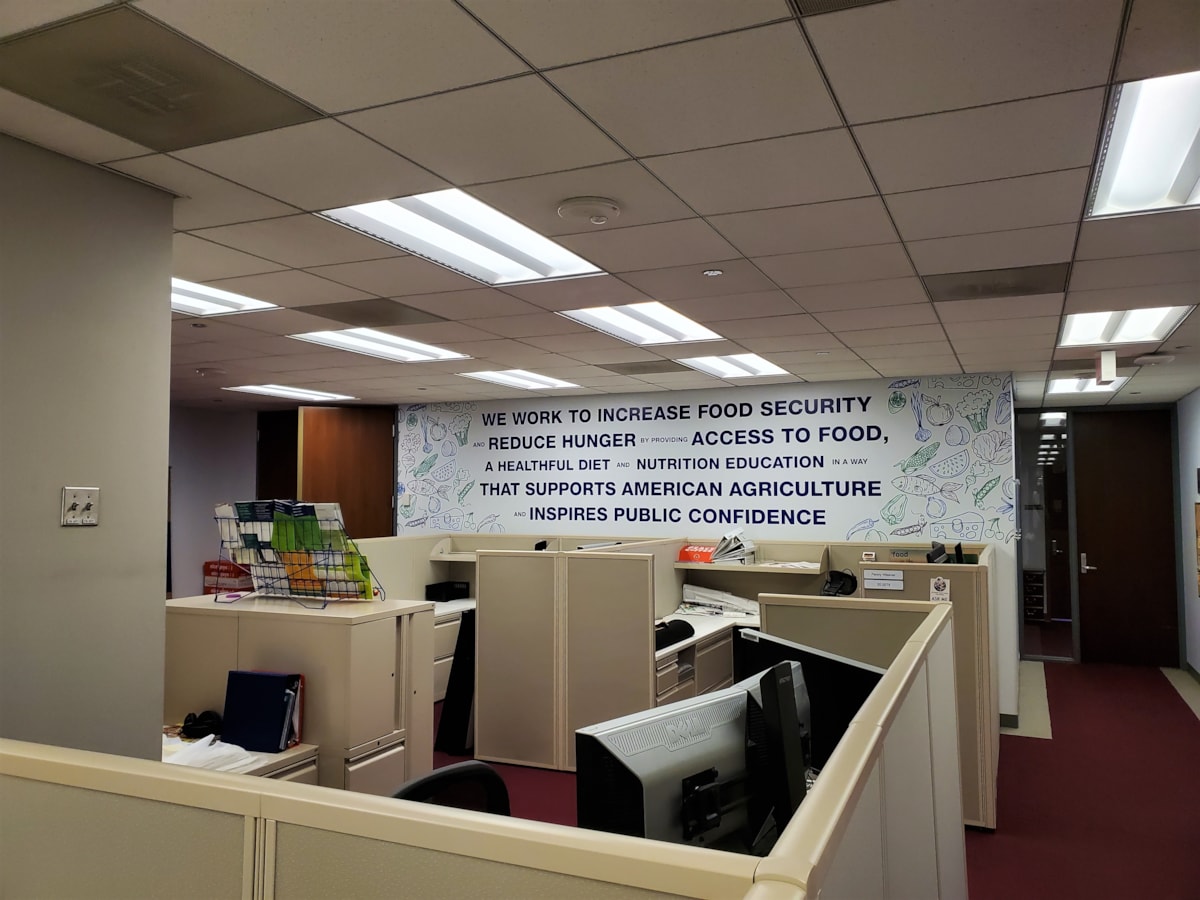 WE WORK TO INCREASE FOOD SECURITY
AND REDUCE HUNGER BY PROVIDING ACCESS TO FOOD,
A HEALTHFUL DIET AND NUTRITION EDUCATION IN A WAY
THAT SUPPORTS AMERICAN AGRICULTURE
AND INSPIRES PUBLIC CONFIDENCE
food